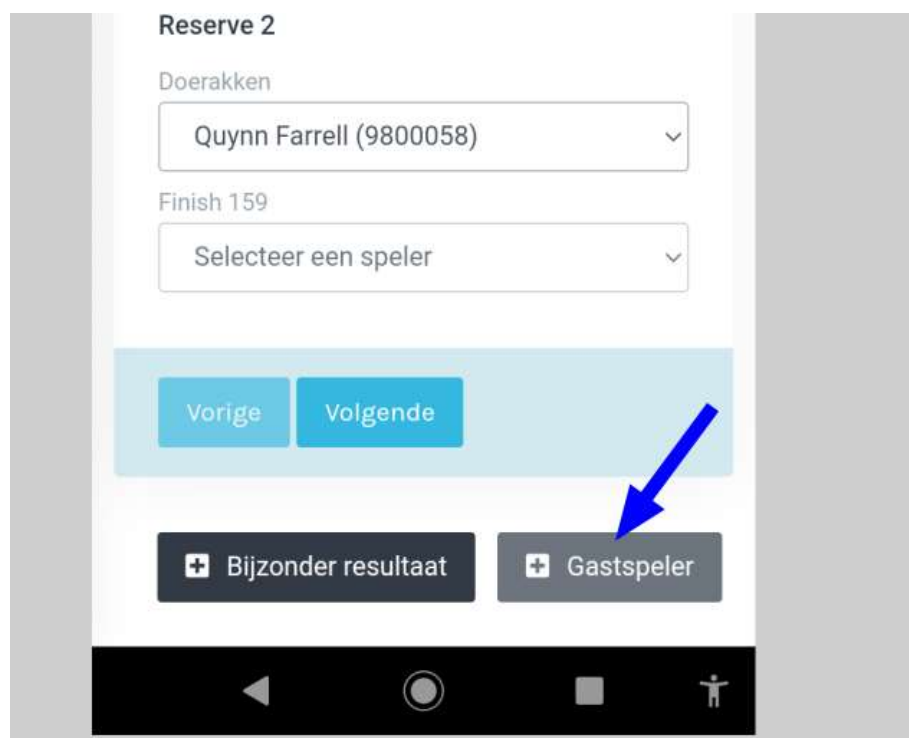 Reserve 2
Doerakken
Quynn Farrell (9800058)
Finish 159
Selecteer een speler
Vorige Volgende
Bijzonder resultaat Gastspeler